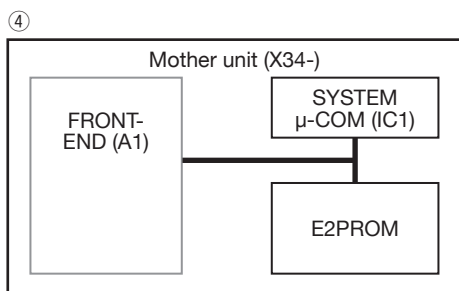 ④
Mother unit (X34-)
FRONT-
END (A1)
SYSTEM
μ-COM (IC1)
E2PROM